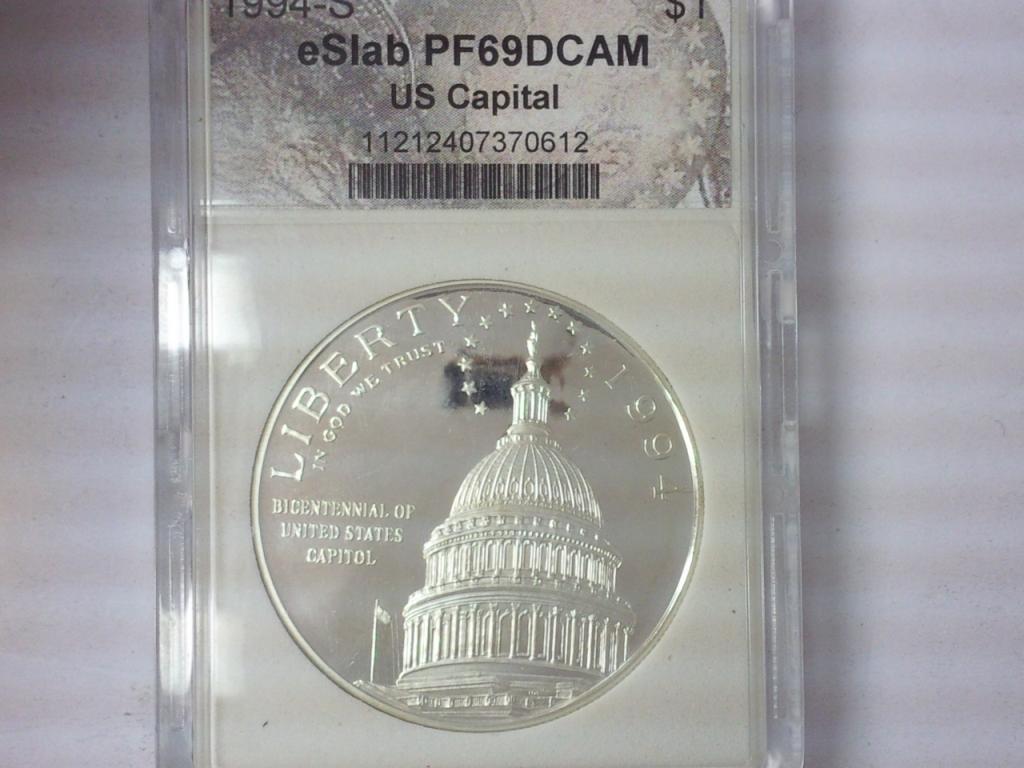 1994-S $1
eSlab PF69DCAM
US Capital
11212407370612
LIBERTY
IN GOD WE TRUST
1994
BICENTENNIAL OF
UNITED STATES
CAPITOL